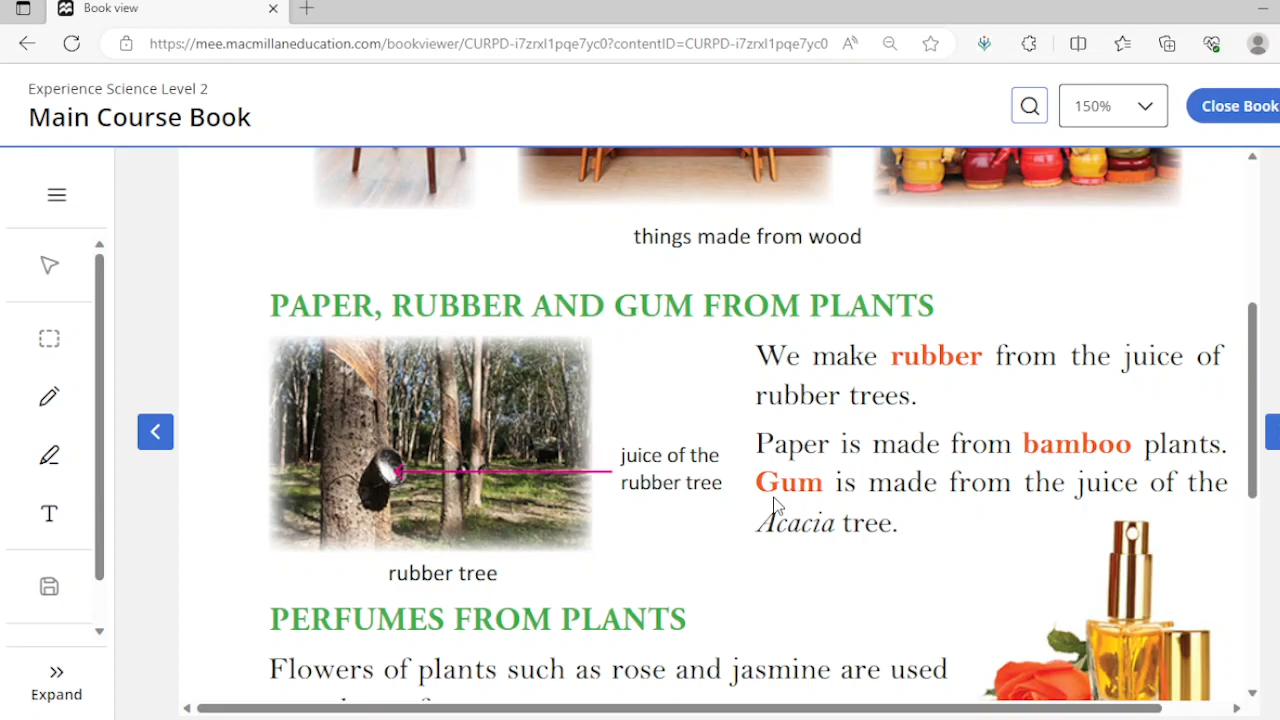 Book view
https://mee.macmillaneducation.com/bookviewer/CURPD-i7zrxl1pqe7yc0?contentID=CURPD-i7zrxl1pqe7yc0
Experience Science Level 2
Main Course Book
150%
Close Book
things made from wood
PAPER, RUBBER AND GUM FROM PLANTS
We make rubber from the juice of
rubber trees.
Paper is made from bamboo plants.
Gum is made from the juice of the
Acacia tree.
juice of the
rubber tree
rubber tree
PERFUMES FROM PLANTS
Flowers of plants such as rose and jasmine are used
Expand